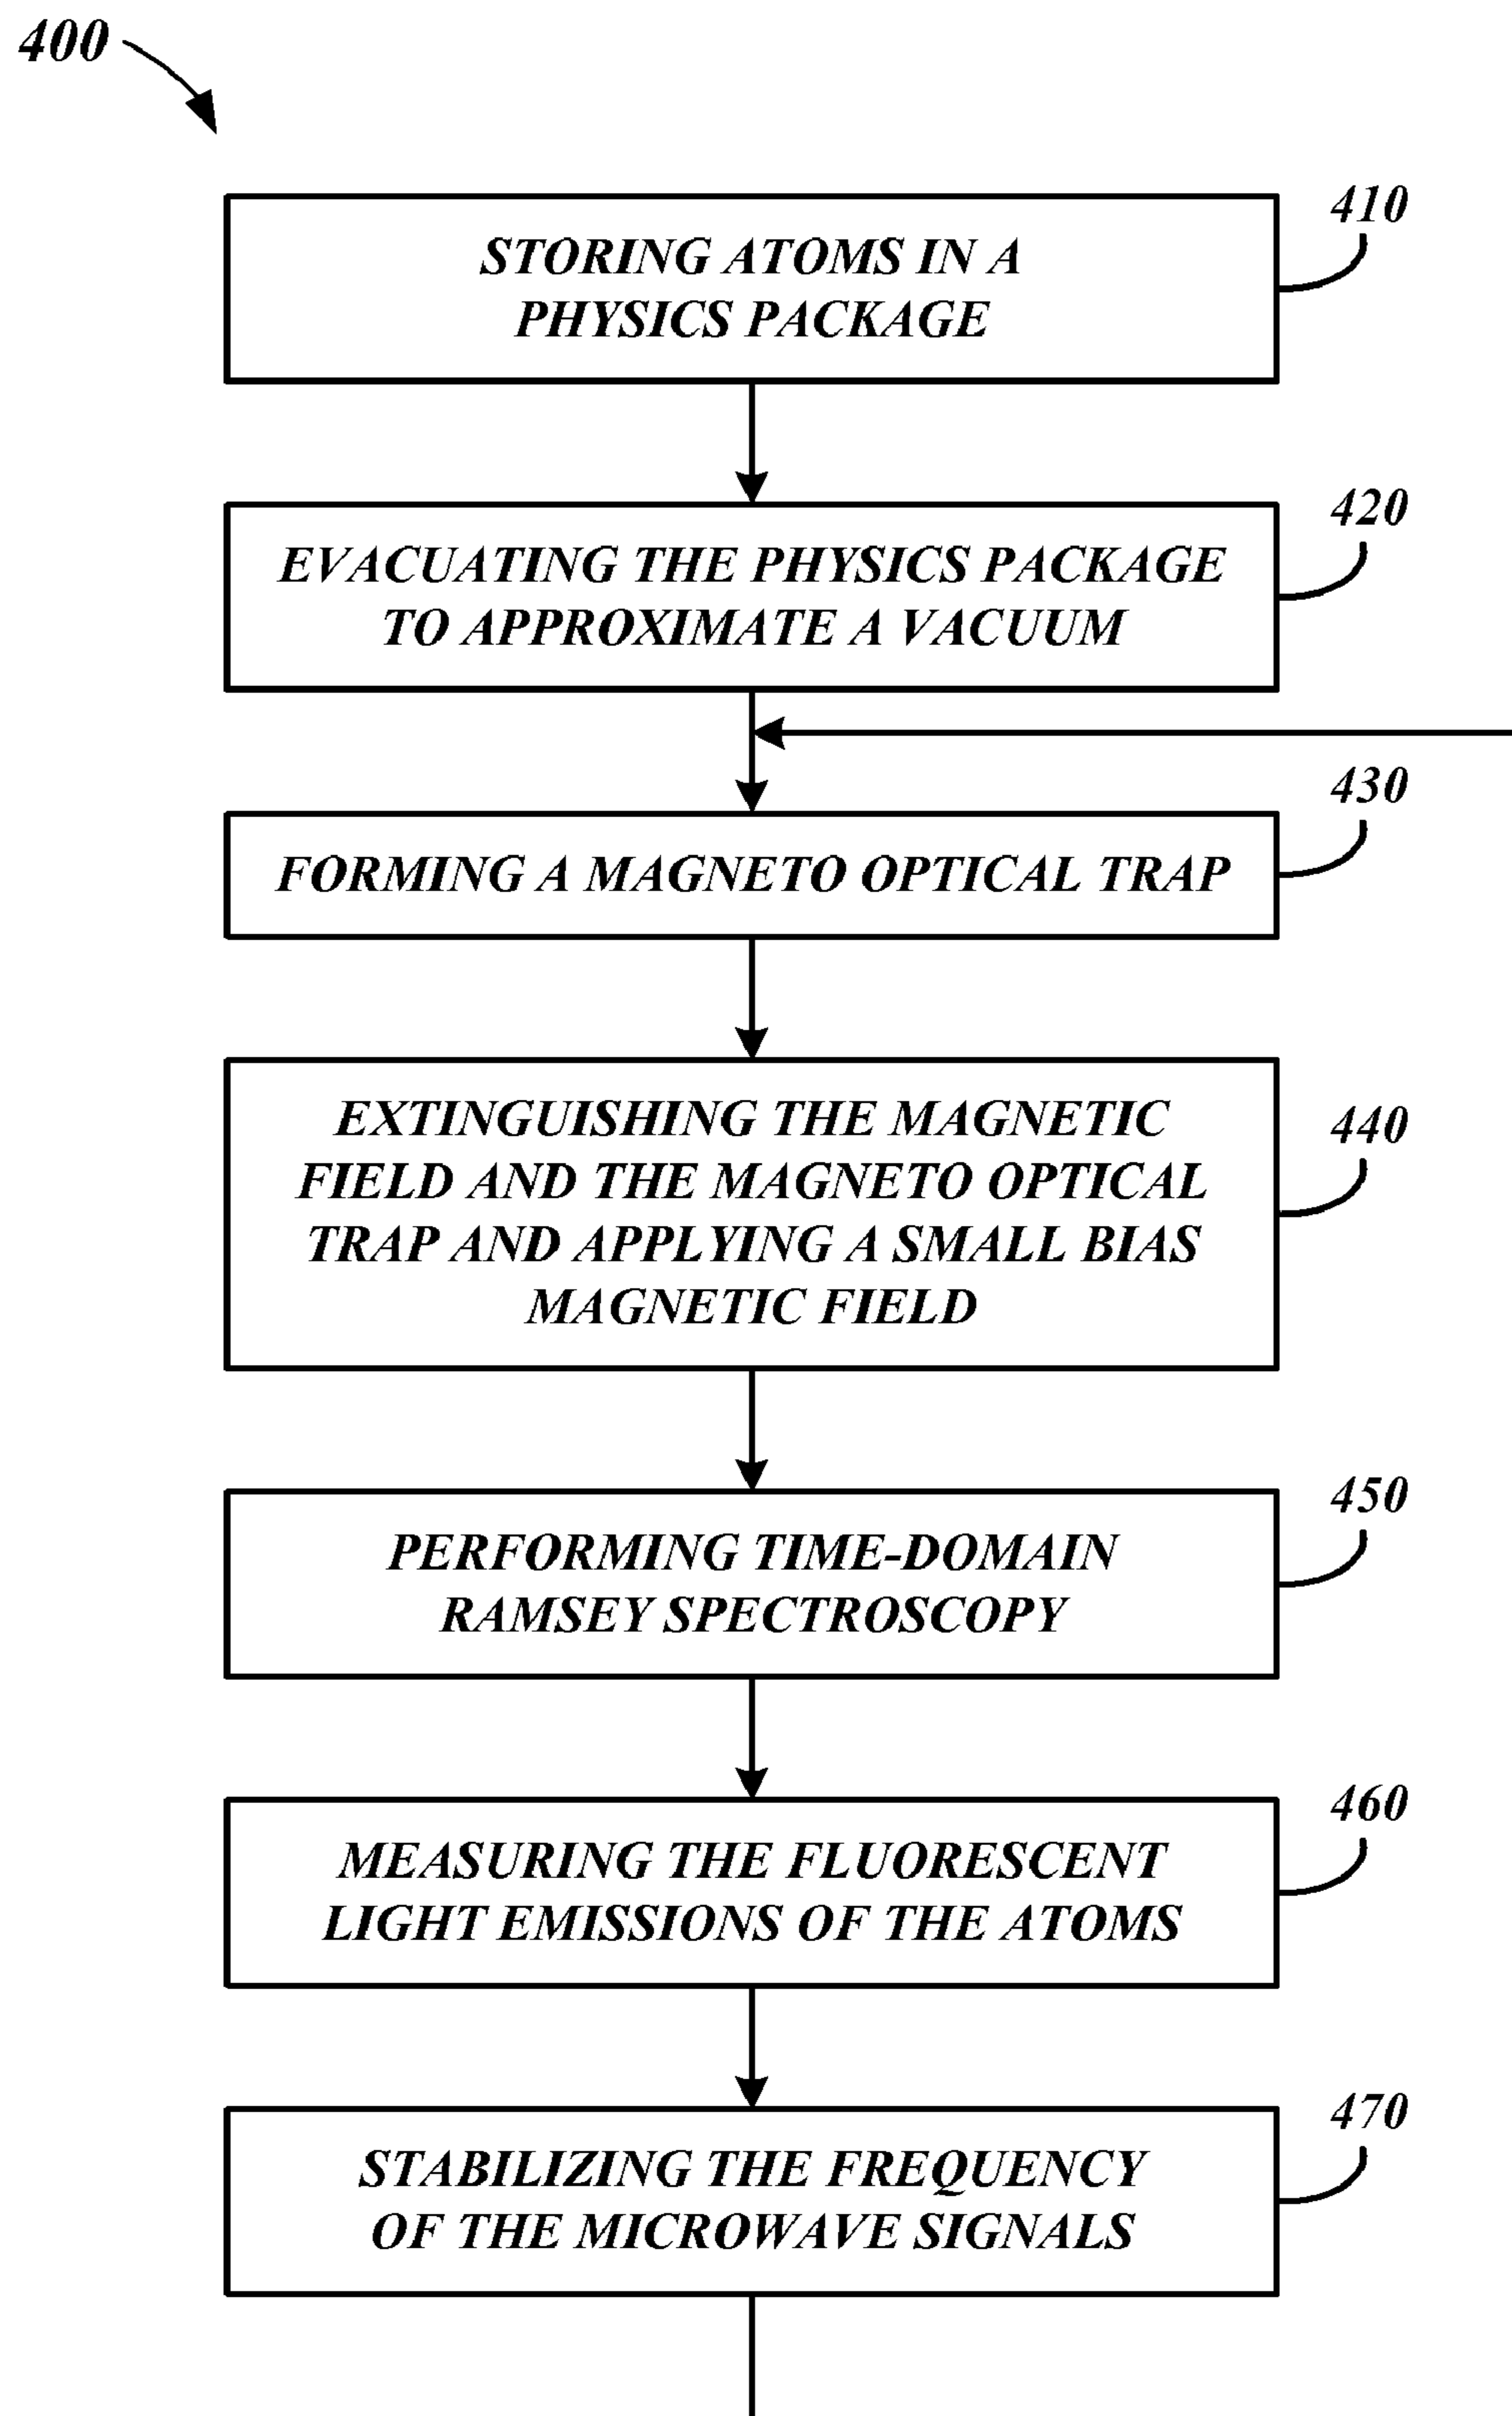 400
410
STORING ATOMS IN A
PHYSICS PACKAGE
420
EVACUATING THE PHYSICS PACKAGE
TO APPROXIMATE A VACUUM
430
FORMING A MAGNETO OPTICAL TRAP
440
EXTINGUISHING THE MAGNETIC
FIELD AND THE MAGNETO OPTICAL
TRAP AND APPLYING A SMALL BIAS
MAGNETIC FIELD
450
PERFORMING TIME-DOMAIN
RAMSEY SPECTROSCOPY
460
MEASURING THE FLUORESCENT
LIGHT EMISSIONS OF THE ATOMS
470
STABILIZING THE FREQUENCY
OF THE MICROWAVE SIGNALS